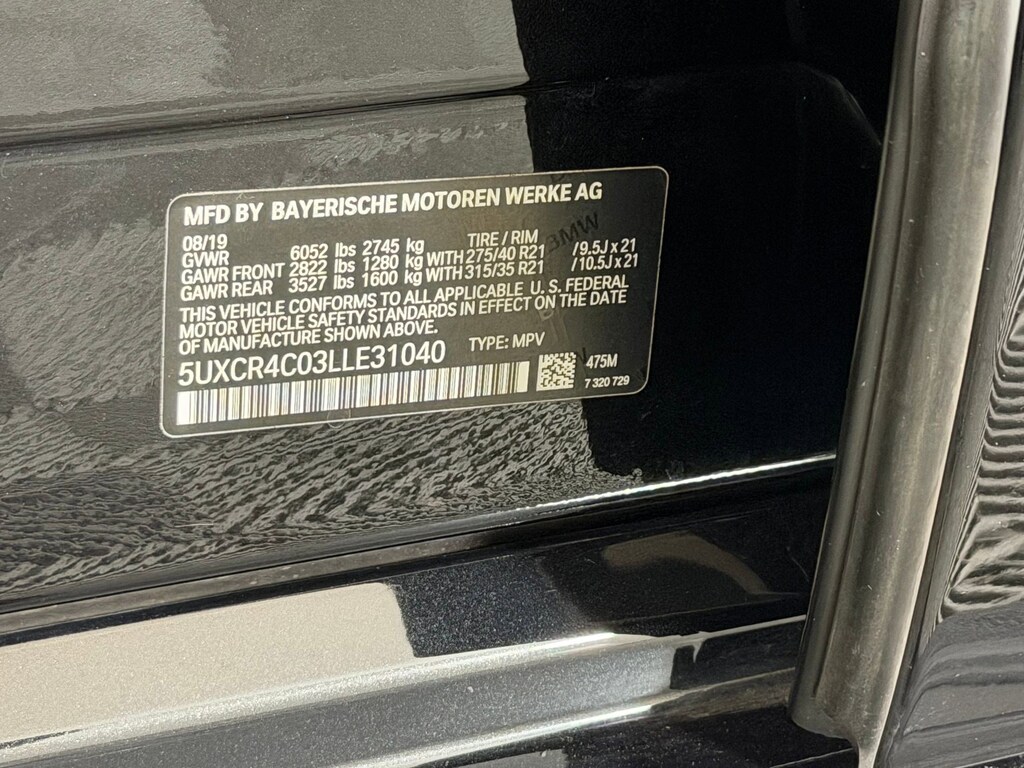 MFD BY BAYERISCHE MOTOREN WERKE AG
08/19 TIRE / RIM
GVWR 6052 lbs 2745 kg
GAWR FRONT 2822 lbs 1280 kg WITH 275/40 R21 /9.5J x 21
GAWR REAR 3527 lbs 1600 kg WITH 315/35 R21 /10.5J x 21
THIS VEHICLE CONFORMS TO ALL APPLICABLE U. S. FEDERAL
MOTOR VEHICLE SAFETY STANDARDS IN EFFECT ON THE DATE
OF MANUFACTURE SHOWN ABOVE.
5UXCR4C03LLE31040 TYPE: MPV
475M
7 320 729
BMW